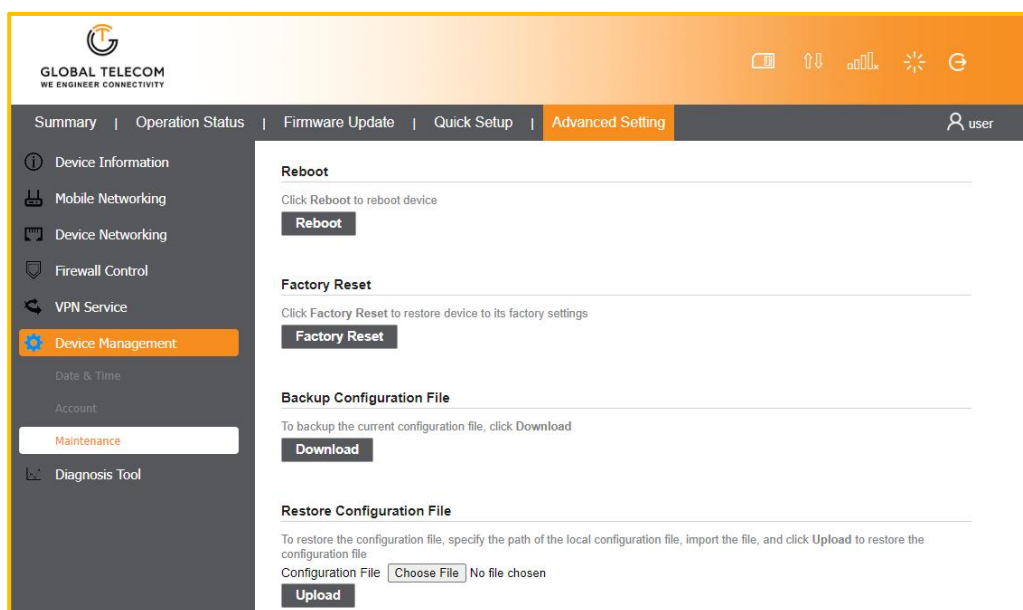 GLOBAL TELECOM
WE ENGINEER CONNECTIVITY
Summary | Operation Status | Firmware Update | Quick Setup | Advanced Setting user
Device Information
Mobile Networking
Device Networking
Firewall Control
VPN Service
Device Management
Date & Time
Account
Maintenance
Diagnosis Tool
Reboot
Click Reboot to reboot device
Reboot
Factory Reset
Click Factory Reset to restore device to its factory settings
Factory Reset
Backup Configuration File
To backup the current configuration file, click Download
Download
Restore Configuration File
To restore the configuration file, specify the path of the local configuration file, import the file, and click Upload to restore the
configuration file
Configuration File Choose File No file chosen
Upload